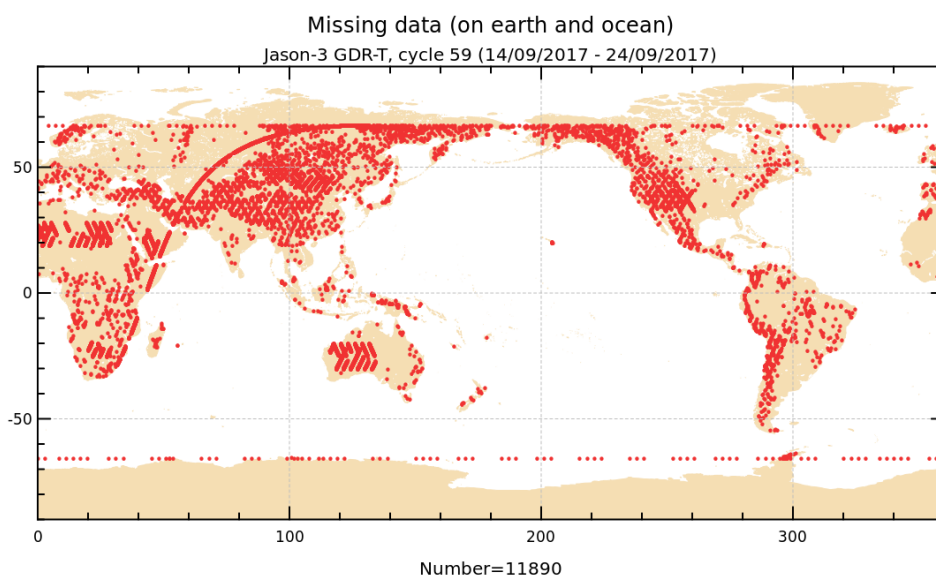 Missing data (on earth and ocean)
Jason-3 GDR-T, cycle 59 (14/09/2017 - 24/09/2017)
50
0
-50
0 100 200 300
Number=11890